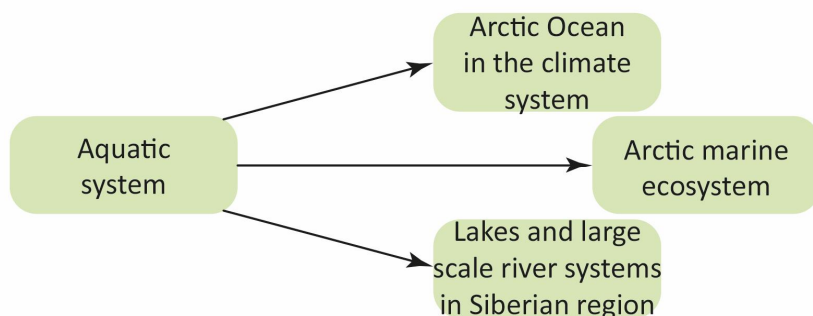 Arctic Ocean
in the climate
system
Aquatic
system
Arctic marine
ecosystem
Lakes and large
scale river systems
in Siberian region